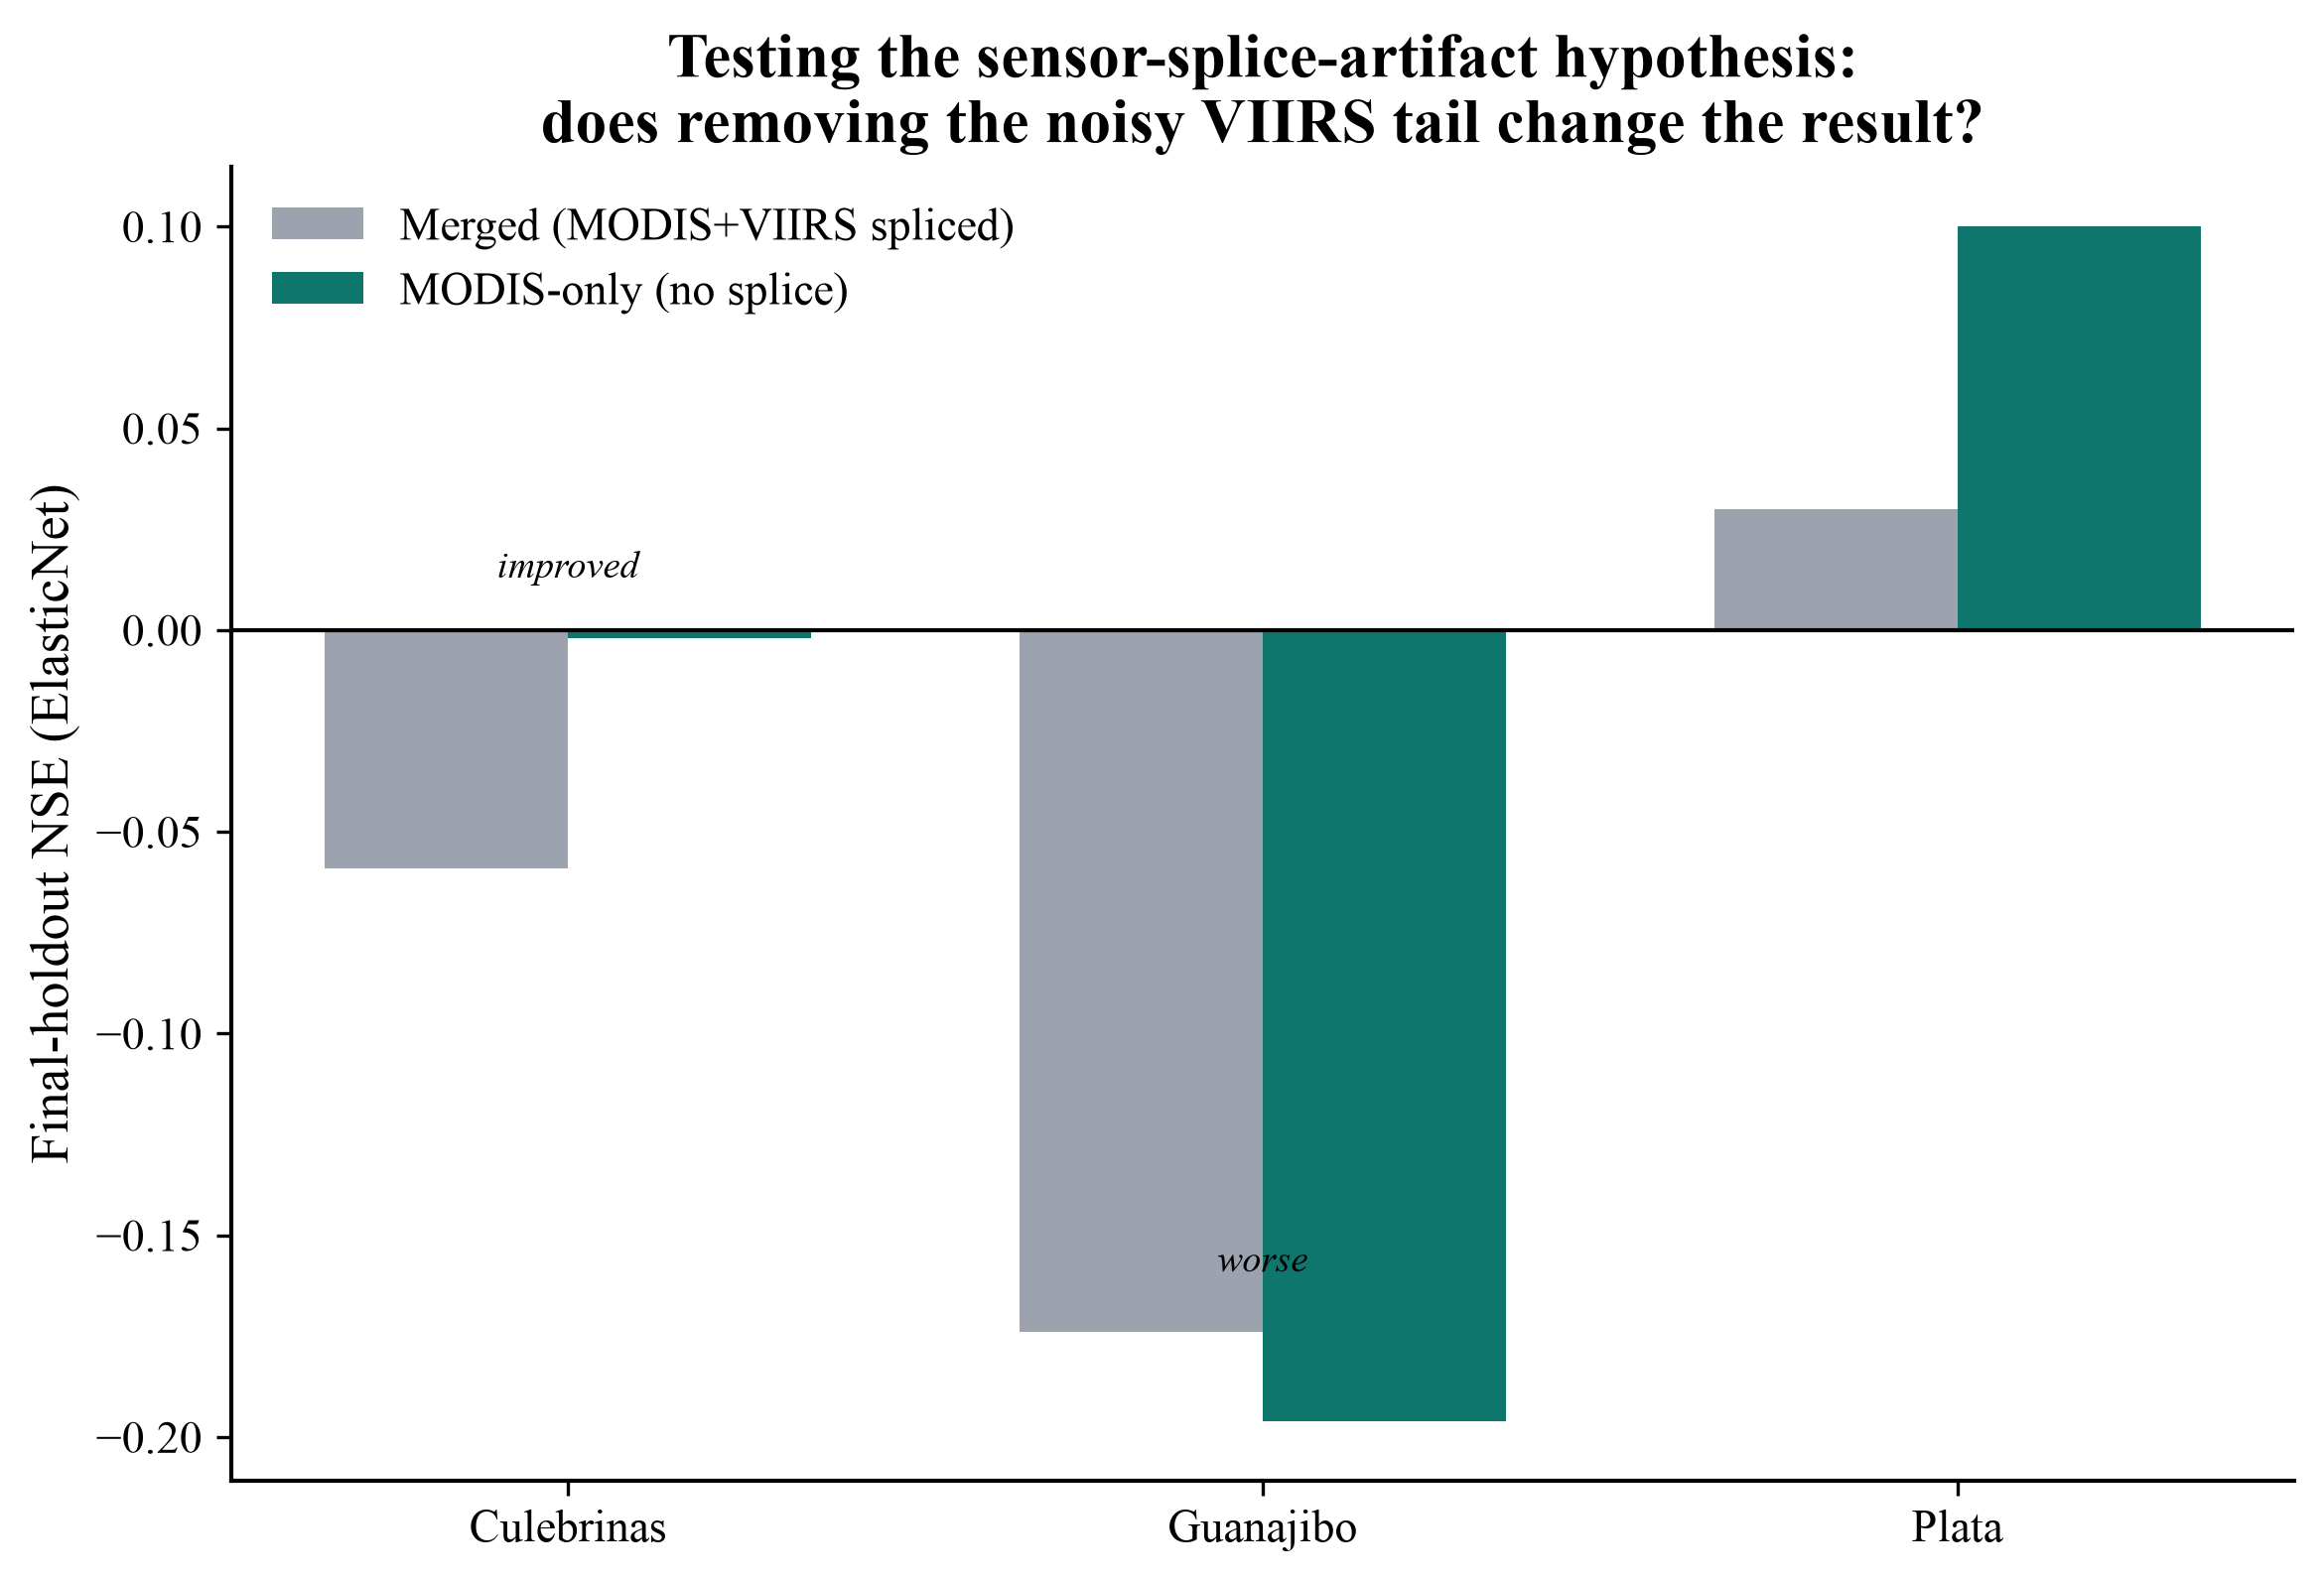 Testing the sensor-splice-artifact hypothesis:
does removing the noisy VIIRS tail change the result?
Merged (MODIS+VIIRS spliced)
MODIS-only (no splice)
Final-holdout NSE (ElasticNet)
0.10
0.05
0.00
−0.05
−0.10
−0.15
−0.20
improved
worse
Culebrinas
Guanajibo
Plata